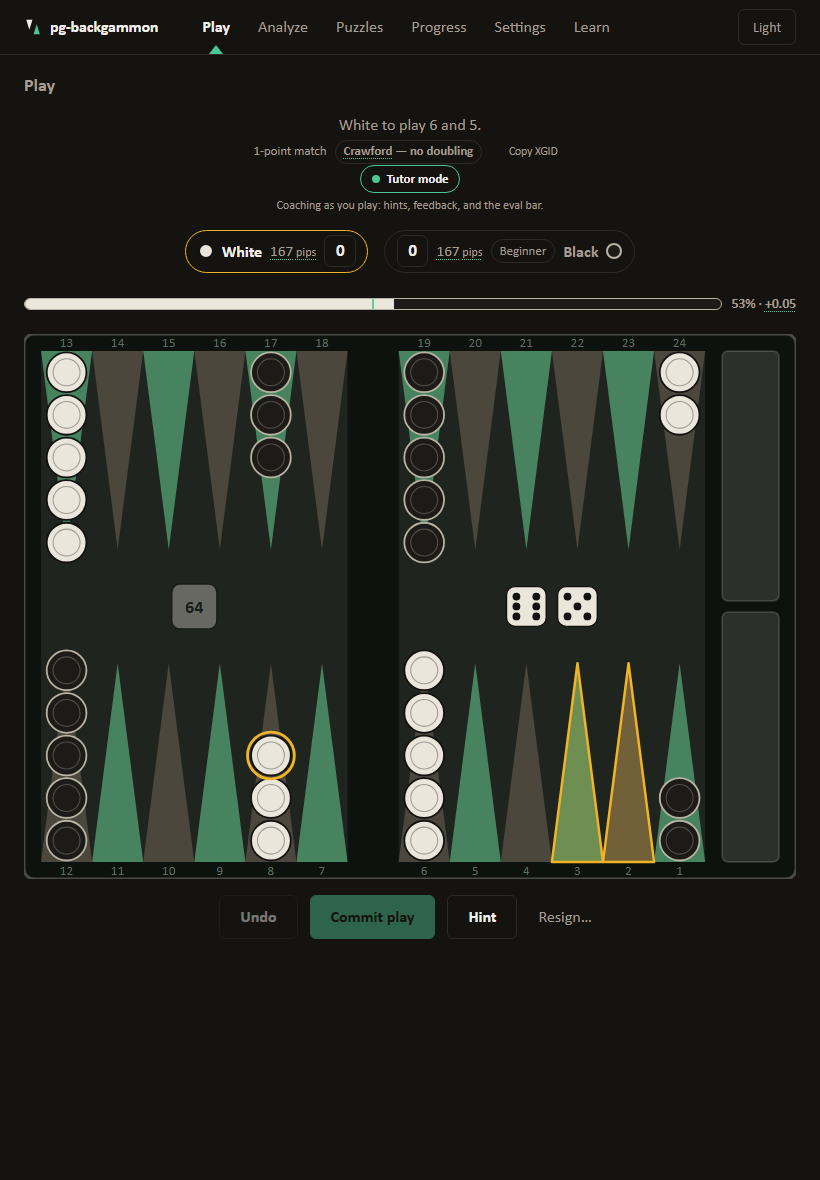 pg-backgammon Play Analyze Puzzles Progress Settings Learn Light
Play
White to play 6 and 5.
1-point match Crawford — no doubling Copy XGID
Tutor mode
Coaching as you play: hints, feedback, and the eval bar.
White 167 pips 0 0 167 pips Beginner Black
53% · +0.05
13 14 15 16 17 18 19 20 21 22 23 24
64
12 11 10 9 8 7 6 5 4 3 2 1
Undo Commit play Hint Resign...